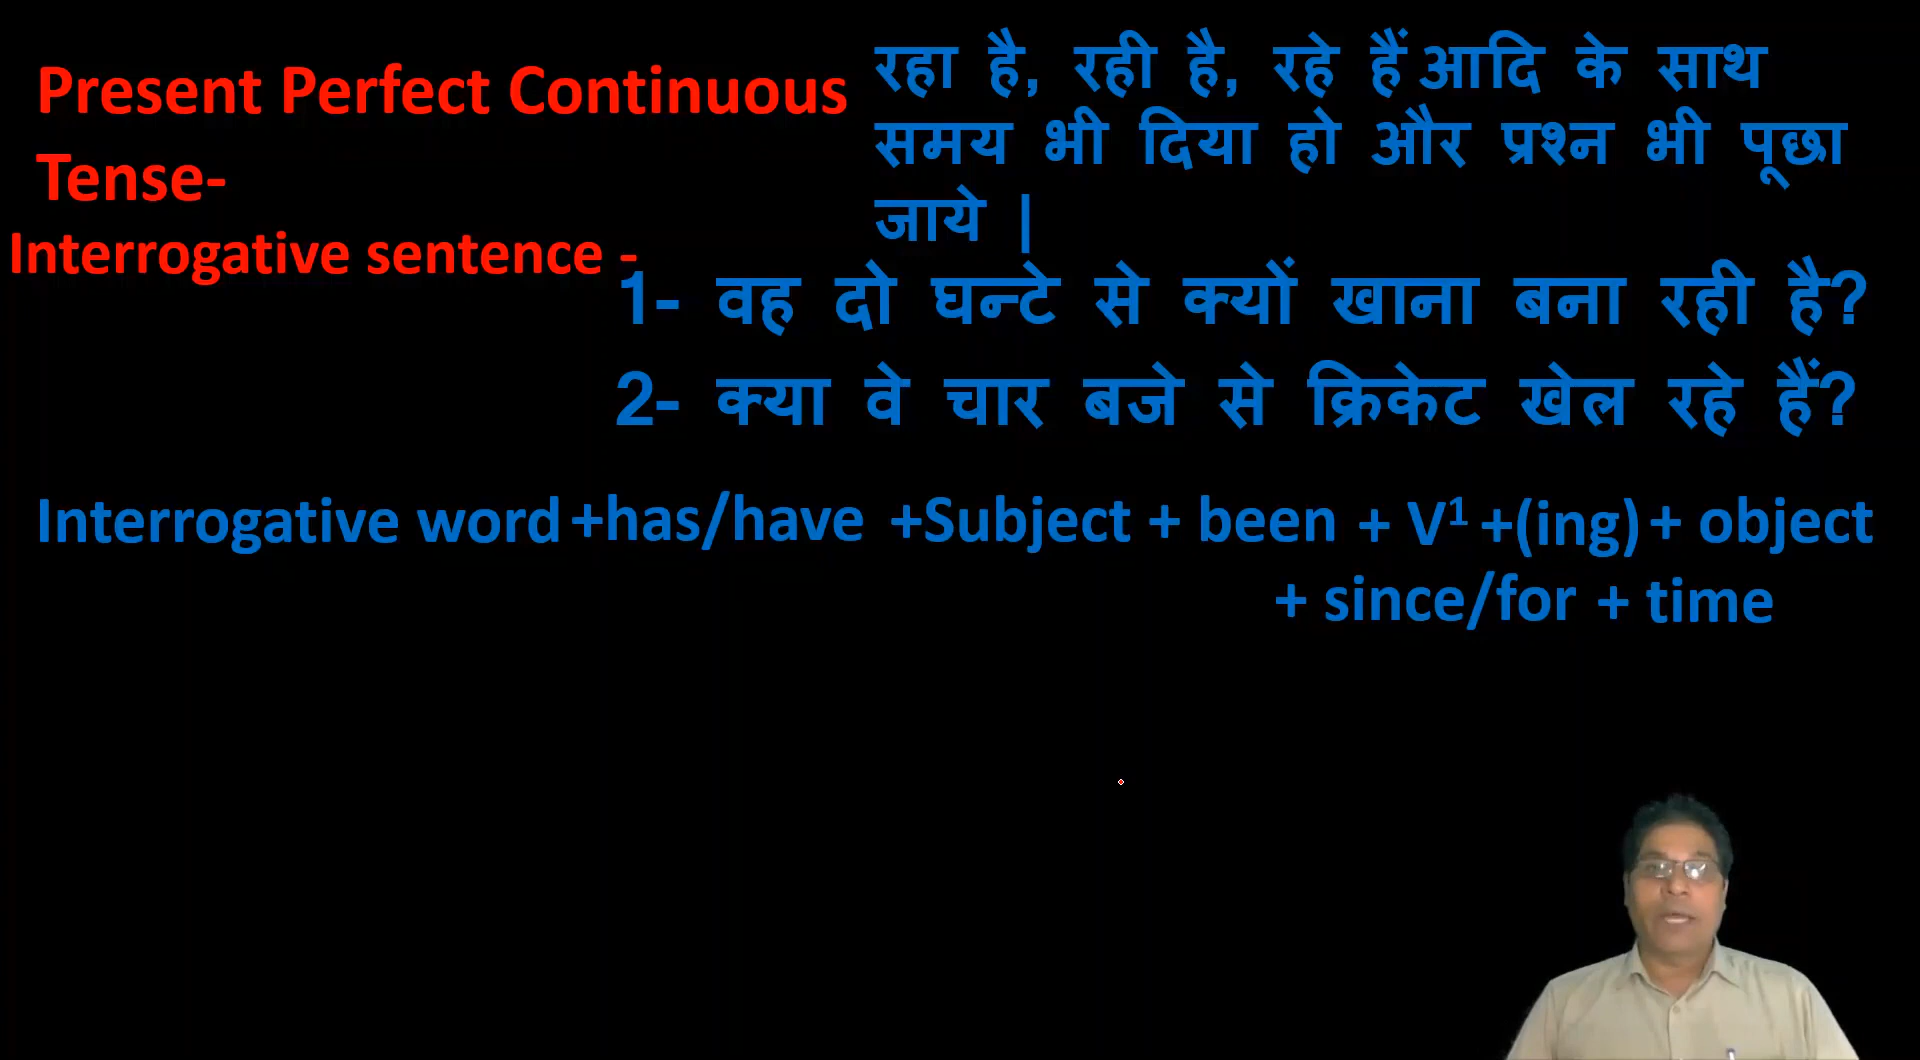 Present Perfect Continuous
Tense-
रहा है, रही है, रहे हैं आदि के साथ
समय भी दिया हो और प्रश्न भी पूछा
जाये |
Interrogative sentence -
1- वह दो घन्टे से क्यों खाना बना रही है?
2- क्या वे चार बजे से क्रिकेट खेल रहे हैं?
Interrogative word +has/have +Subject + been + V¹ +(ing) + object
+ since/for + time